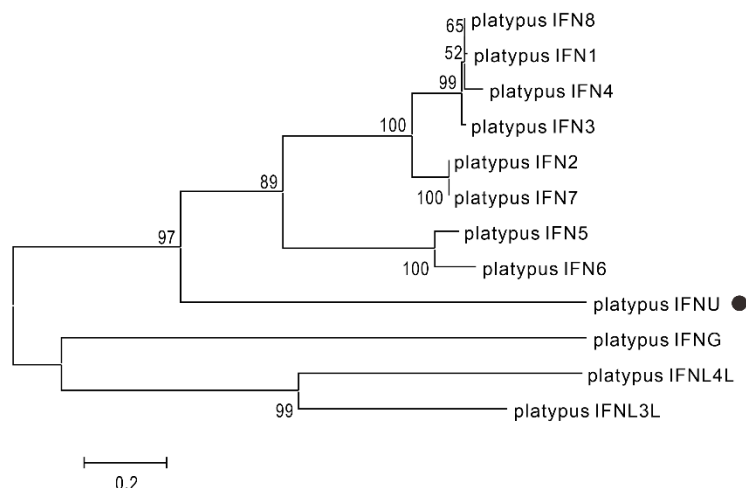 65
platypus IFN8
52
platypus IFN1
99
platypus IFN4
100
platypus IFN3
platypus IFN2
89
100
platypus IFN7
97
platypus IFN5
100
platypus IFN6
platypus IFNU
platypus IFNG
platypus IFNL4L
99
platypus IFNL3L
0.2